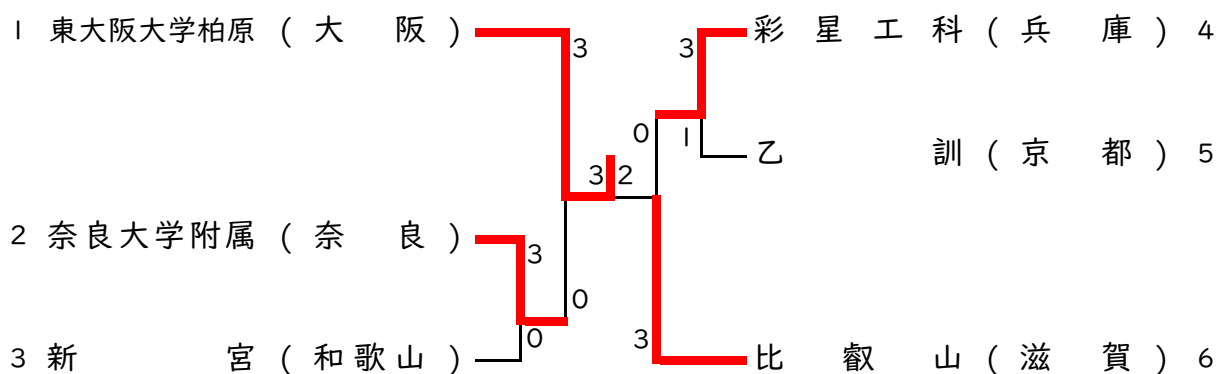 1 東大阪大学柏原 ( 大 阪 )
3
3 彩 星 工 科 ( 兵 庫 ) 4
0 1
乙 訓 ( 京 都 ) 5
3 2
2 奈良大学附属 ( 奈 良 )
3
0
0
3 新 宮 ( 和歌山 )
3 比 叡 山 ( 滋 賀 ) 6